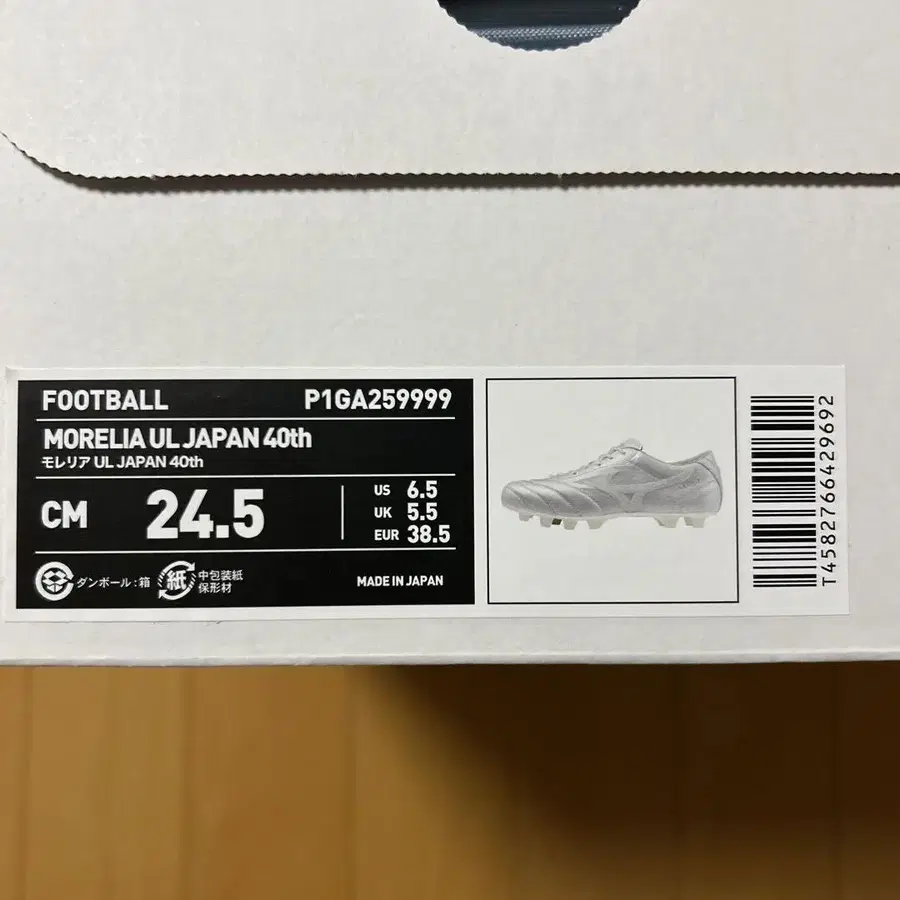 FOOTBALL P1GA259999
MORELIA UL JAPAN 40th
モレリア UL JAPAN 40th
CM 24.5
US 6.5
UK 5.5
EUR 38.5
ダンボール:箱
紙 中包装紙
保形材
MADE IN JAPAN
T4582766429692